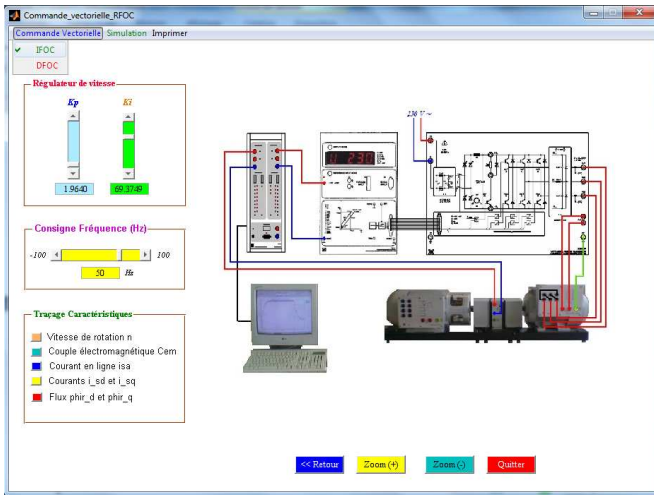 Commande_vectorielle_RFOC
Commande Vectorielle Simulation Imprimer
IFOC
DFOC
Régulateur de vitesse
Kp Ki
1.9640 69.3749
Consigne Fréquence (Hz)
-100 100
50 Hz
Traçage Caractéristiques
Vitesse de rotation n
Couple électromagnétique Cem
Courant en ligne isa
Courants i_sd et i_sq
Flux phir_d et phir_q
<< Retour Zoom (+) Zoom (-) Quitter